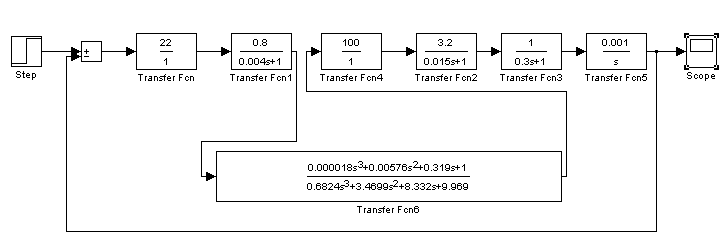 22
0.8
100
3.2
1
0.001
±
1
0.004s+1
1
0.015s+1
0.3s+1
s
Step
Transfer Fcn
Transfer Fcn1
Transfer Fcn4
Transfer Fcn2
Transfer Fcn3
Transfer Fcn5
Scope
0.000018s3+0.00576s2+0.319s+1
0.6824s3+3.4699s2+8.332s+9.969
Transfer Fcn6